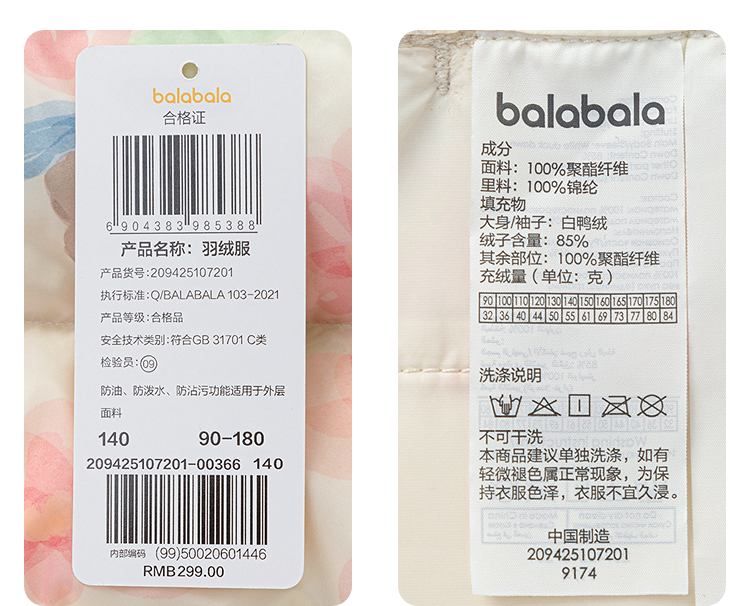 balabala
合格证
6 904383 985388
产品名称：羽绒服
产品货号:209425107201
执行标准:Q/BALABALA 103-2021
产品等级:合格品
安全技术类别:符合GB 31701 C类
检验员:09
防油、防泼水、防沾污功能适用于外层
面料
140 90-180
209425107201-00366 140
内部编码 (99)50020601446
RMB299.00
balabala
成分
面料：100%聚酯纤维
里料：100%锦纶
填充物
大身/袖子：白鸭绒
绒子含量：85%
其余部位：100%聚酯纤维
充绒量（单位：克）
90 100 110 120 130 140 150 160 165 170 175 180
32 36 40 44 50 55 61 69 73 77 80 84
洗涤说明
不可干洗
本商品建议单独洗涤，如有
轻微褪色属正常现象，为保
持衣服色泽，衣服不宜久浸。
中国制造
209425107201
9174